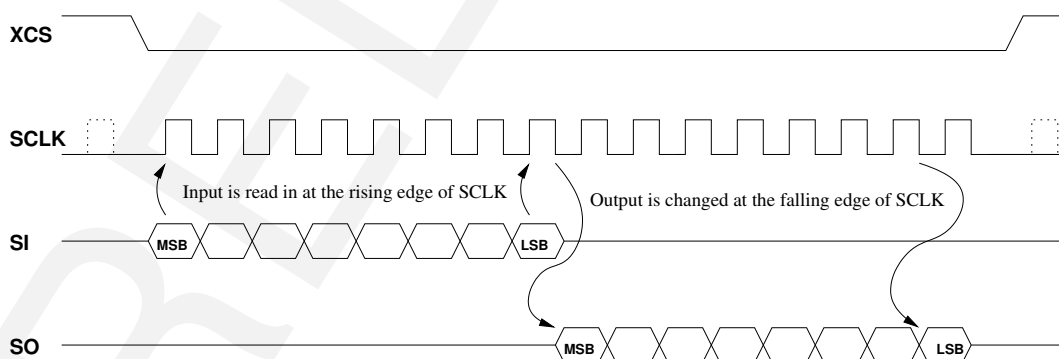 XCS
SCLK
Input is read in at the rising edge of SCLK
Output is changed at the falling edge of SCLK
SI
MSB
LSB
SO
MSB
LSB